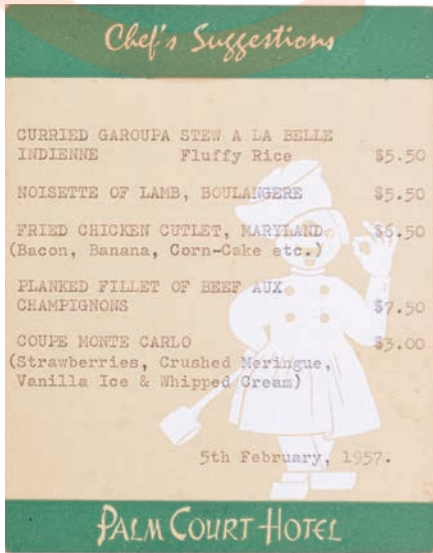 Chef's Suggestions
CURRIED GAROUPA STEW A LA BELLE
INDIENNE Fluffy Rice $5.50
NOISETTE OF LAMB, BOULANGERE $5.50
FRIED CHICKEN CUTLET, MARYLAND $6.50
(Bacon, Banana, Corn-Cake etc.)
PLANKED FILLET OF BEEF AUX
CHAMPIGNONS $7.50
COUPE MONTE CARLO $3.00
(Strawberries, Crushed Meringue,
Vanilla Ice & Whipped Cream)
5th February, 1957.
PALM COURT HOTEL